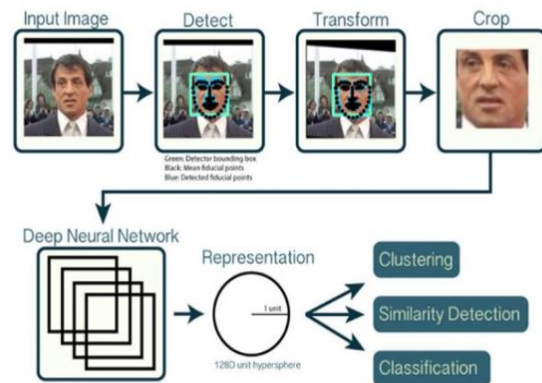 Input Image
Detect
Transform
Crop
Green: Detector bounding box
Black: Mean fiducial points
Blue: Detected fiducial points
Deep Neural Network
Representation
1 unit
128D unit hypersphere
Clustering
Similarity Detection
Classification